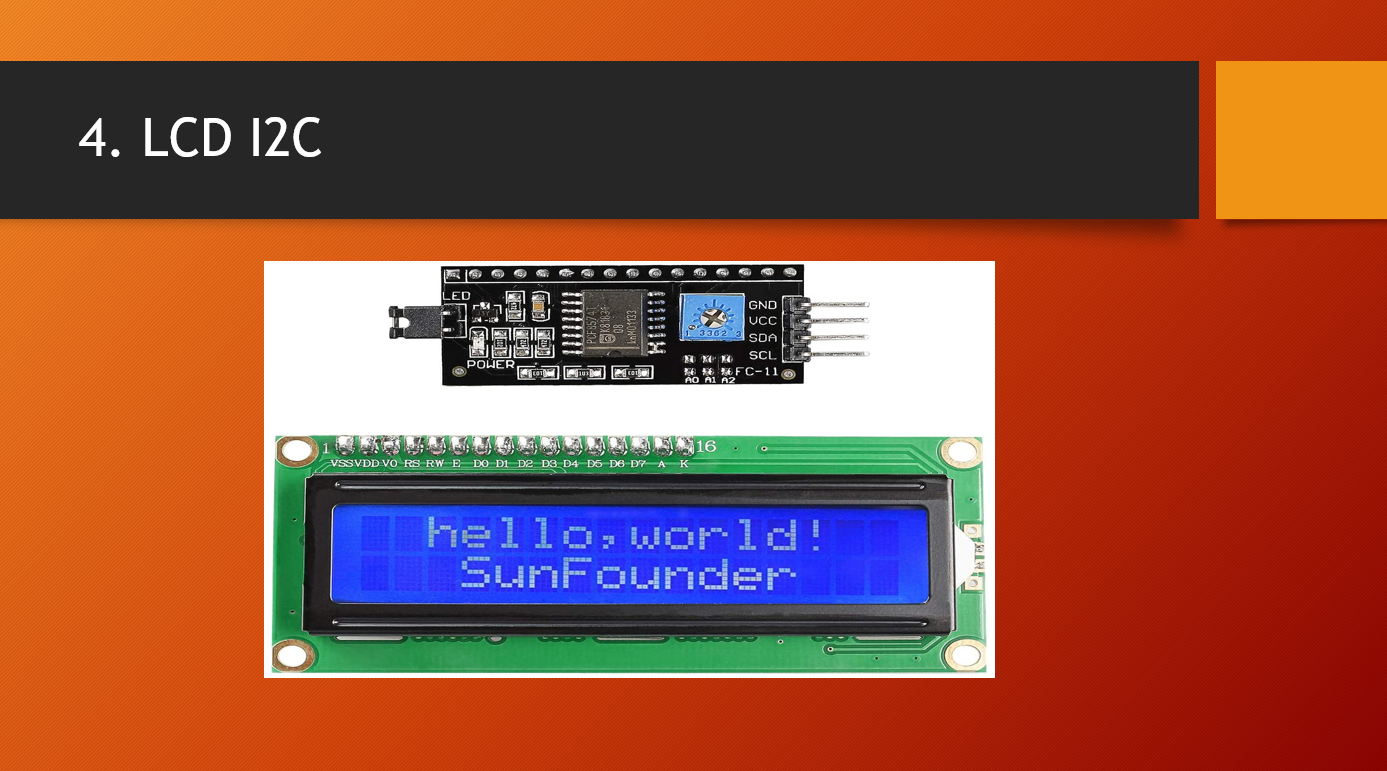 4. LCD I2C
LED
GND
VCC
SDA
SCL
POWER
FC-11
A0 A1 A2
1
16
VSS VDD V0 RS RW E D0 D1 D2 D3 D4 D5 D6 D7 A K
hello,world!
SunFounder